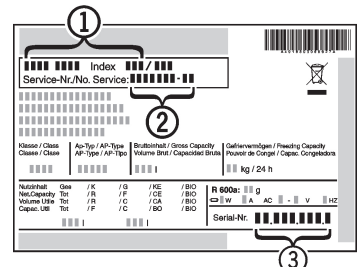 1
Index /
Service-Nr./No. Service: -
2
Klasse / Class Ap-Typ / AP-Type Bruttoinhalt / Gross Capacity Gefriervermögen / Freezing Capacity
Classe / Clase AP-Type / AP-Tipo Volume Brut / Capacidad Bruta Pouvoir de Congel / Capac. Congeladora
l kg / 24 h
Nutzinhalt Ges / K / G / KE / BIO
Net.Capacity Tot / R / F / CE / BIO
Volume Utile Tot / R / C / CA / BIO
Capac. Util Tot / F / C / BO / BIO
l l
R 600a: g
W A AC - V HZ
Serial-Nr. . . .
3